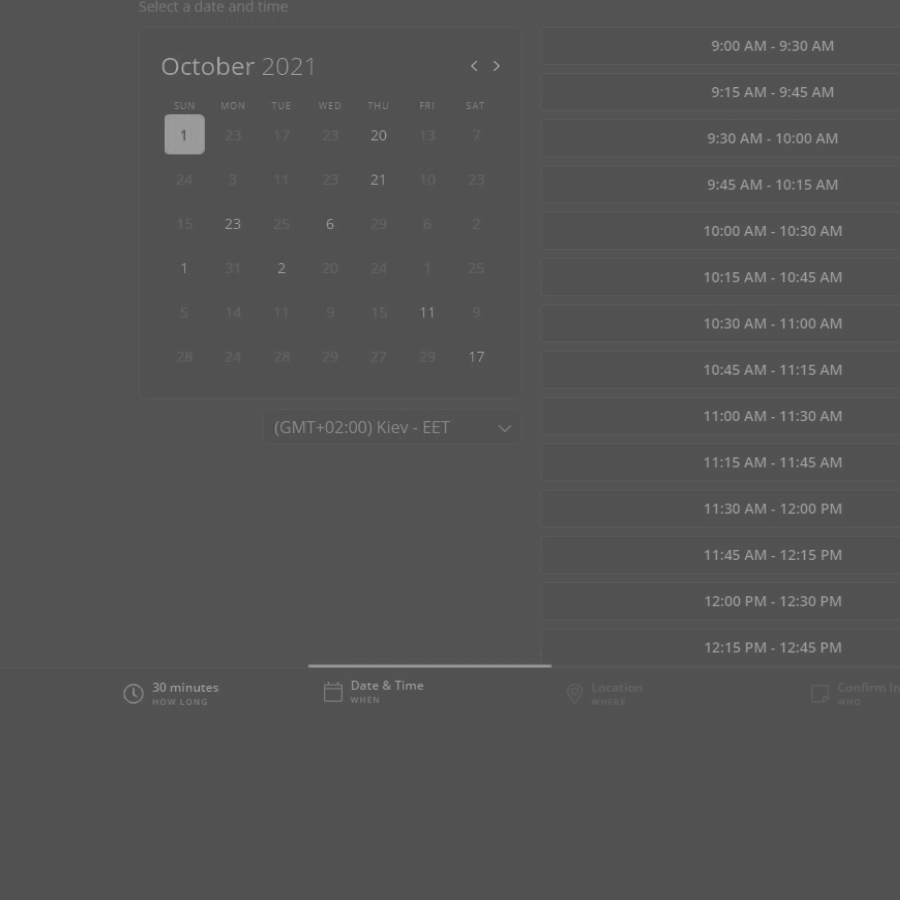 Select a date and time
October 2021
SUN MON TUE WED THU FRI SAT
1 23 17 23 20 13 7
24 3 11 23 21 10 23
15 23 25 6 29 6 2
1 31 2 20 24 1 25
5 14 11 9 15 11 9
28 24 28 29 27 29 17
(GMT+02:00) Kiev - EET
9:00 AM - 9:30 AM
9:15 AM - 9:45 AM
9:30 AM - 10:00 AM
9:45 AM - 10:15 AM
10:00 AM - 10:30 AM
10:15 AM - 10:45 AM
10:30 AM - 11:00 AM
10:45 AM - 11:15 AM
11:00 AM - 11:30 AM
11:15 AM - 11:45 AM
11:30 AM - 12:00 PM
11:45 AM - 12:15 PM
12:00 PM - 12:30 PM
12:15 PM - 12:45 PM
30 minutes
HOW LONG
Date & Time
WHEN
Location
WHERE
Confirm In
WHO